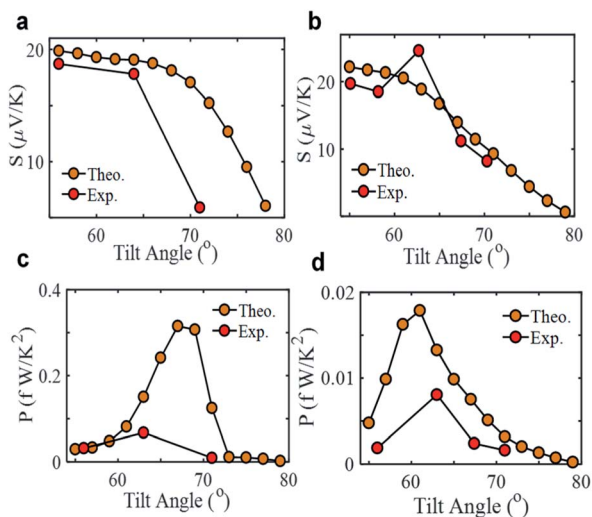 a
20
10
S (μV/K)
Theo.
Exp.
60 70 80
Tilt Angle (°)
b
20
10
S (μV/K)
Theo.
Exp.
60 70 80
Tilt Angle (°)
c
0.4
0.2
0
P (f W/K²)
Theo.
Exp.
60 70 80
Tilt Angle (°)
d
0.02
0.01
0
P (f W/K²)
Theo.
Exp.
60 70 80
Tilt Angle (°)